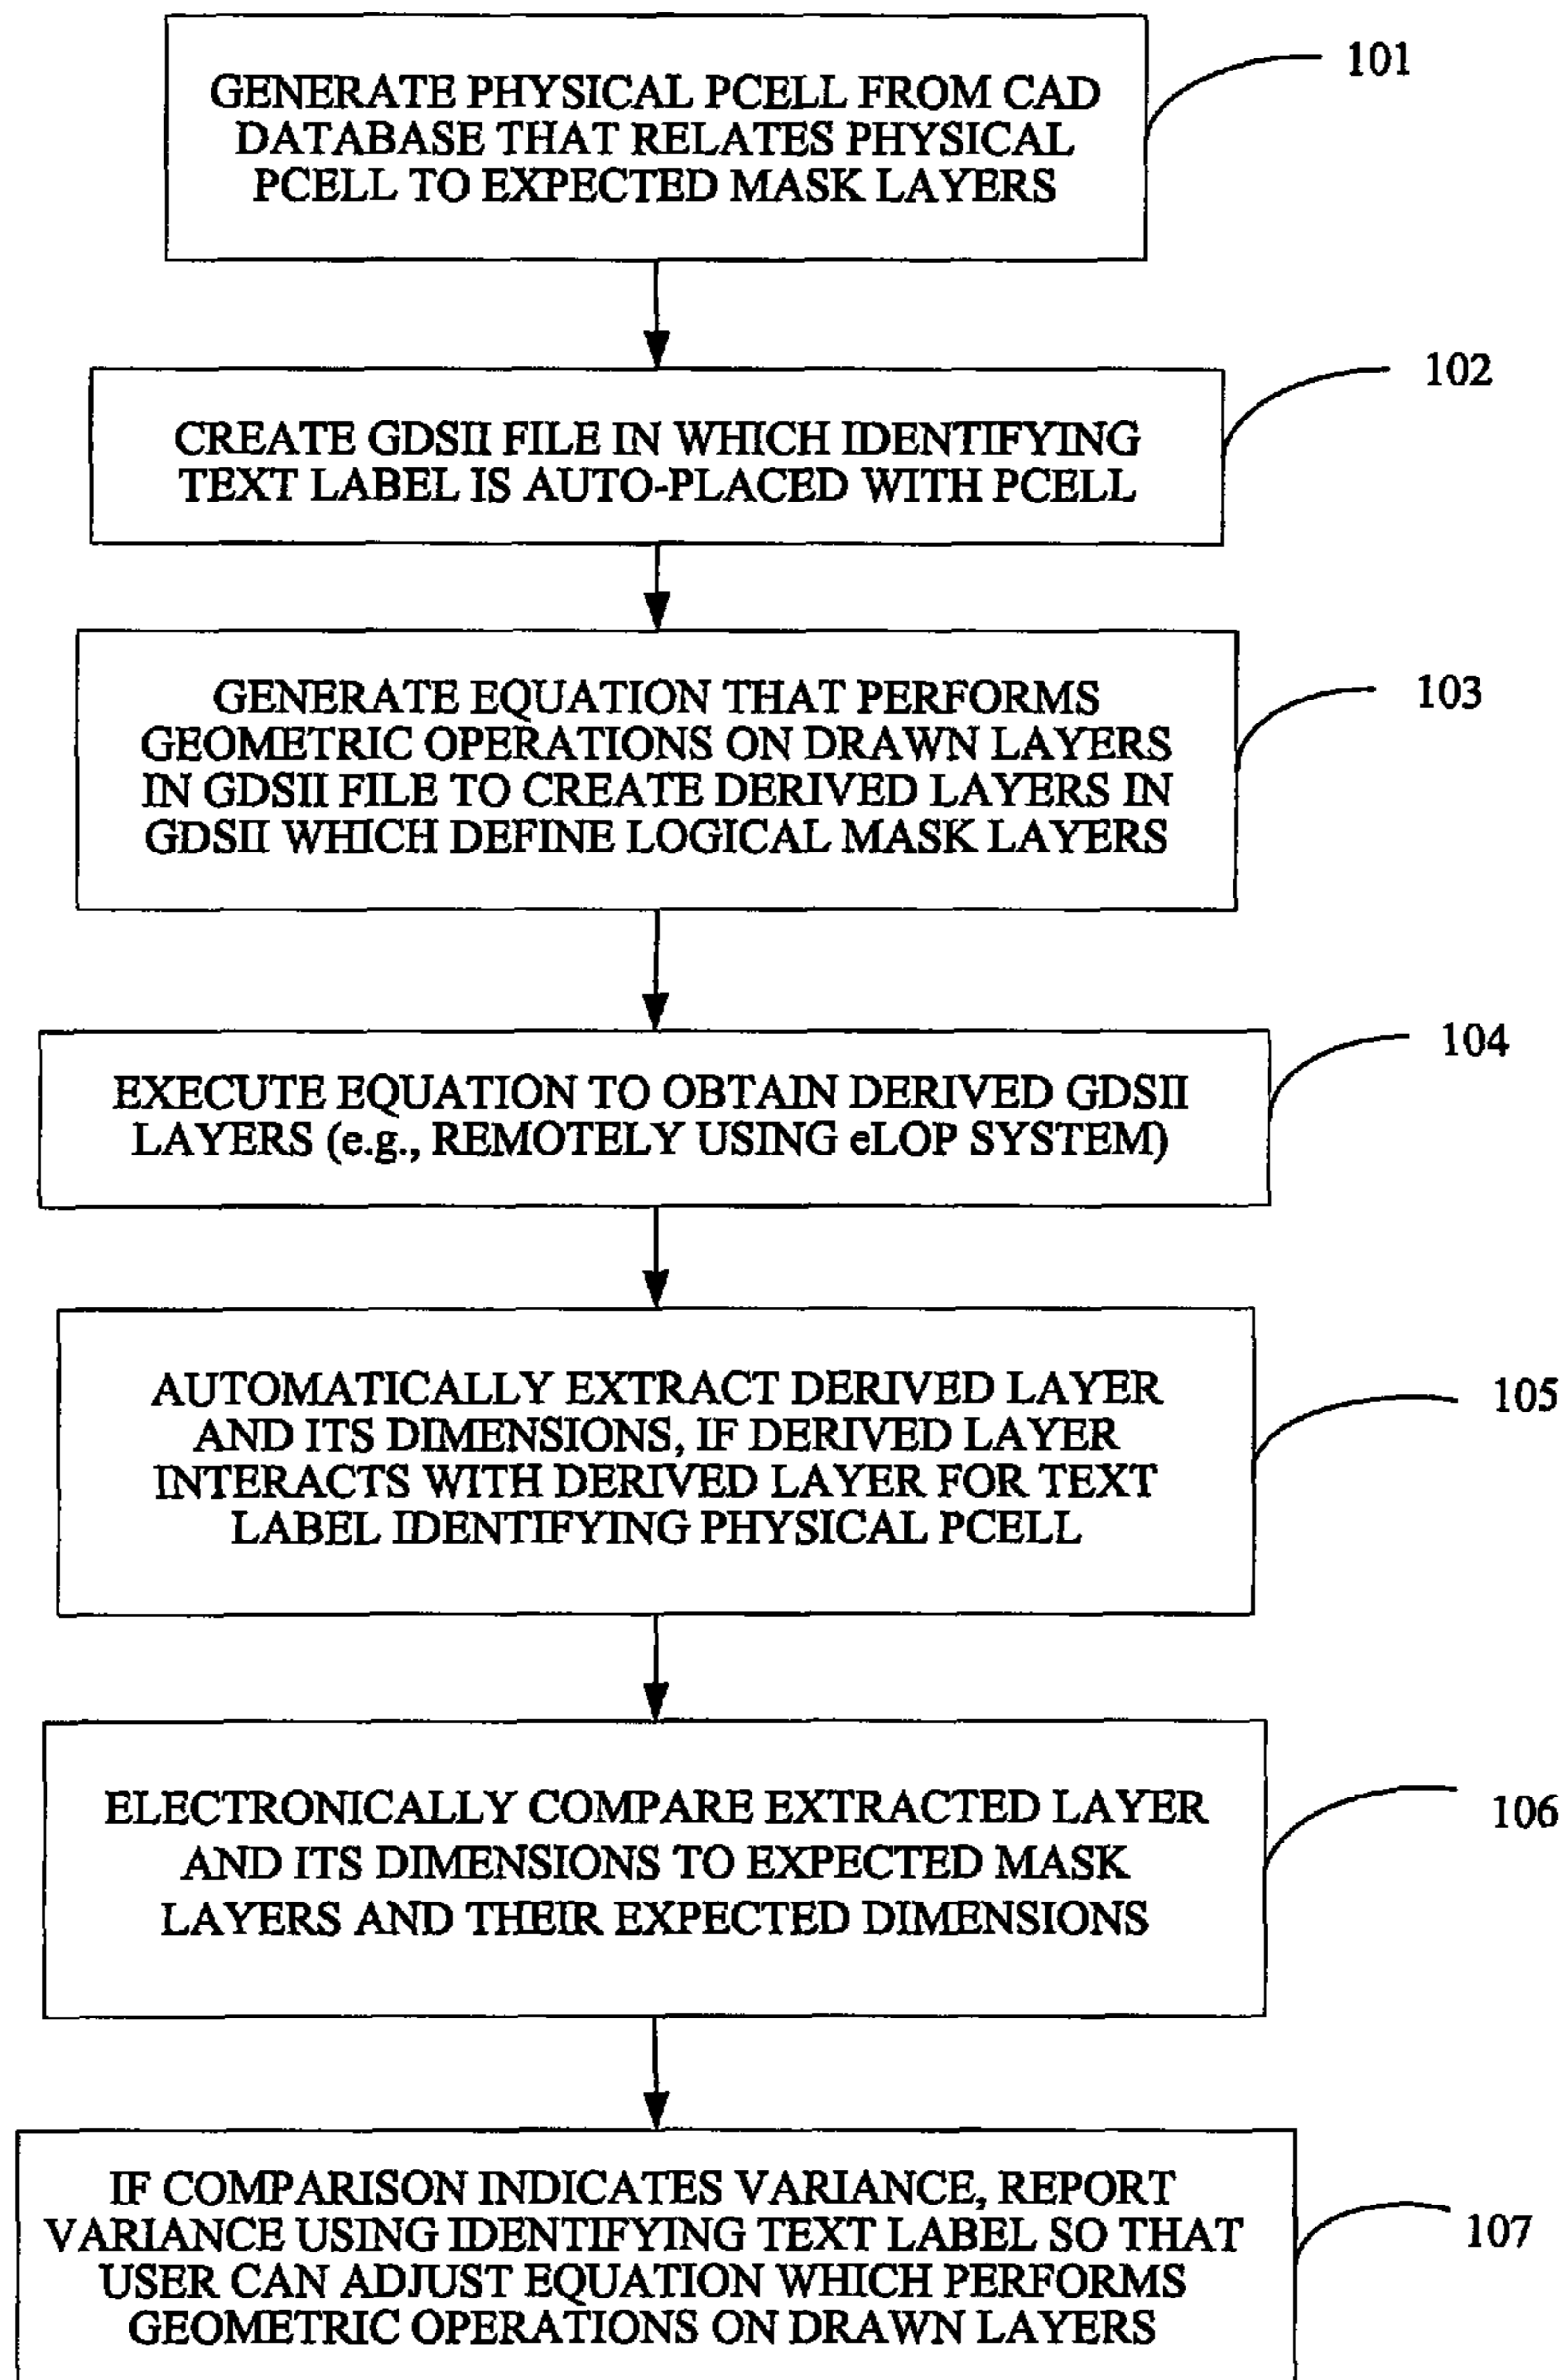 GENERATE PHYSICAL PCELL FROM CAD
DATABASE THAT RELATES PHYSICAL
PCELL TO EXPECTED MASK LAYERS
101
CREATE GDSII FILE IN WHICH IDENTIFYING
TEXT LABEL IS AUTO-PLACED WITH PCELL
102
GENERATE EQUATION THAT PERFORMS
GEOMETRIC OPERATIONS ON DRAWN LAYERS
IN GDSII FILE TO CREATE DERIVED LAYERS IN
GDSII WHICH DEFINE LOGICAL MASK LAYERS
103
EXECUTE EQUATION TO OBTAIN DERIVED GDSII
LAYERS (e.g., REMOTELY USING eLOP SYSTEM)
104
AUTOMATICALLY EXTRACT DERIVED LAYER
AND ITS DIMENSIONS, IF DERIVED LAYER
INTERACTS WITH DERIVED LAYER FOR TEXT
LABEL IDENTIFYING PHYSICAL PCELL
105
ELECTRONICALLY COMPARE EXTRACTED LAYER
AND ITS DIMENSIONS TO EXPECTED MASK
LAYERS AND THEIR EXPECTED DIMENSIONS
106
IF COMPARISON INDICATES VARIANCE, REPORT
VARIANCE USING IDENTIFYING TEXT LABEL SO THAT
USER CAN ADJUST EQUATION WHICH PERFORMS
GEOMETRIC OPERATIONS ON DRAWN LAYERS
107